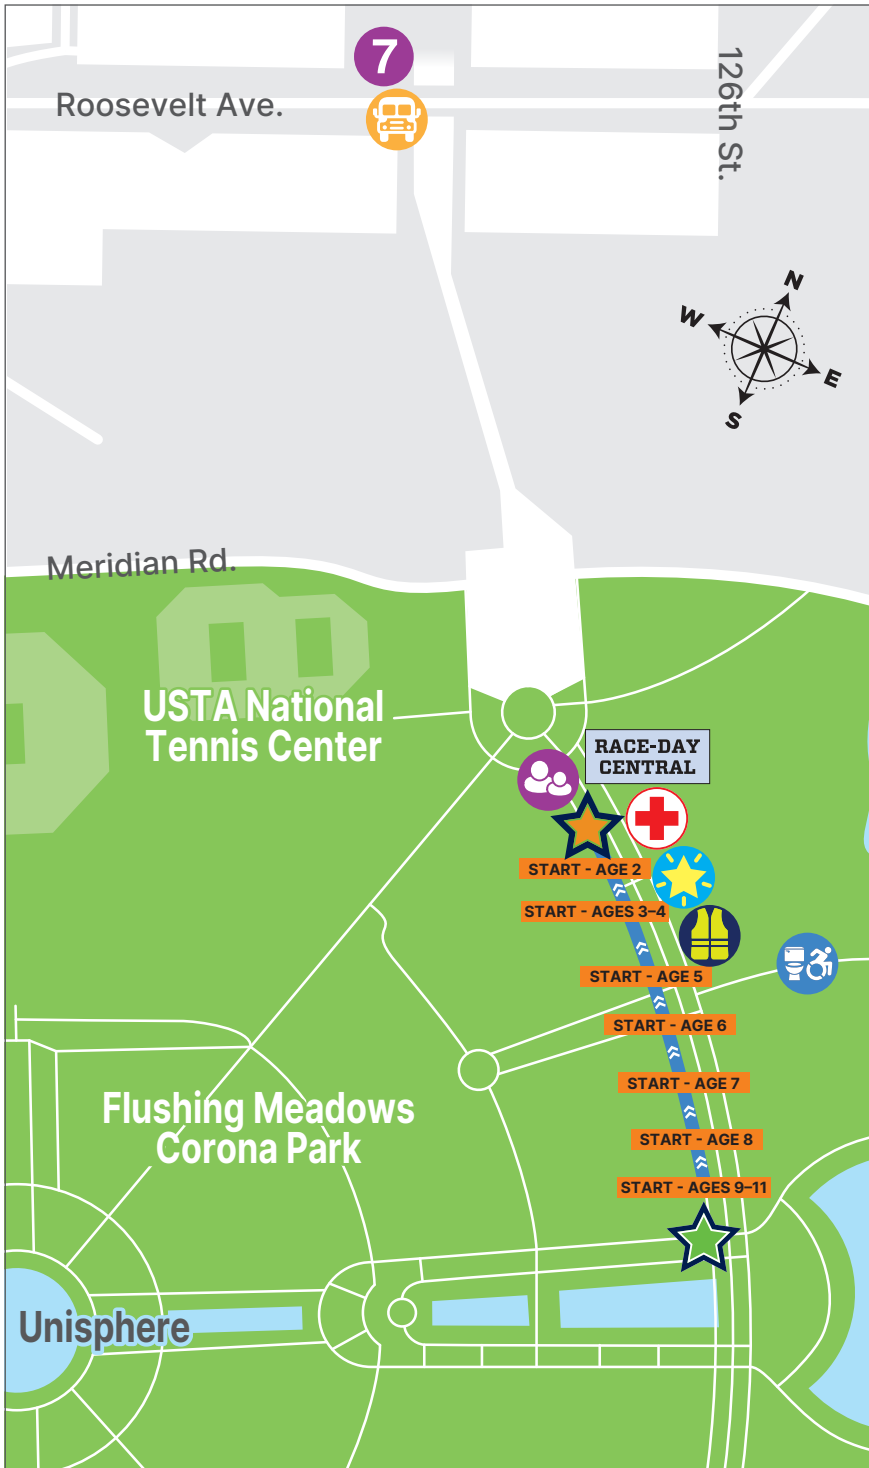 7
Roosevelt Ave.
126th St.
N
W
E
S
Meridian Rd.
USTA National
Tennis Center
RACE-DAY
CENTRAL
START - AGE 2
START - AGES 3–4
START - AGE 5
START - AGE 6
START - AGE 7
Flushing Meadows
Corona Park
START - AGE 8
START - AGES 9–11
Unisphere